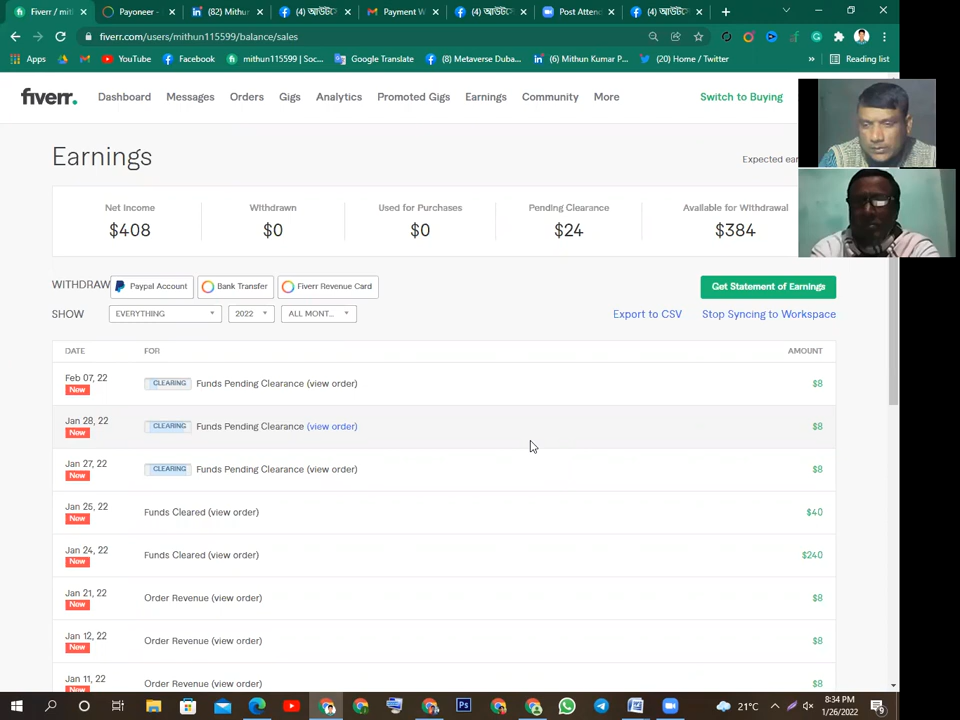 Fiverr / mit
Payoneer -
(82) Mithun
(4) আউটসে
Payment W
(4) আউটসে
Post Atten
(4) আউটসে
fiverr.com/users/mithun115599/balance/sales
Apps
YouTube
Facebook
mithun115599 | Soc...
Google Translate
(8) Metaverse Duba...
(6) Mithun Kumar P...
(20) Home / Twitter
Reading list
fiverr.
Dashboard Messages Orders Gigs Analytics Promoted Gigs Earnings Community More Switch to Buying
Earnings
Expected ear
Net Income Withdrawn Used for Purchases Pending Clearance Available for Withdrawal
$408 $0 $0 $24 $384
WITHDRAW Paypal Account Bank Transfer Fiverr Revenue Card Get Statement of Earnings
SHOW EVERYTHING 2022 ALL MONT... Export to CSV Stop Syncing to Workspace
DATE FOR AMOUNT
Feb 07, 22 CLEARING Funds Pending Clearance (view order) $8
New
Jan 28, 22 CLEARING Funds Pending Clearance (view order) $8
New
Jan 27, 22 CLEARING Funds Pending Clearance (view order) $8
New
Jan 25, 22 Funds Cleared (view order) $40
New
Jan 24, 22 Funds Cleared (view order) $240
New
Jan 21, 22 Order Revenue (view order) $8
New
Jan 12, 22 Order Revenue (view order) $8
New
Jan 11, 22 Order Revenue (view order) $8
New
21°C
8:34 PM
1/26/2022